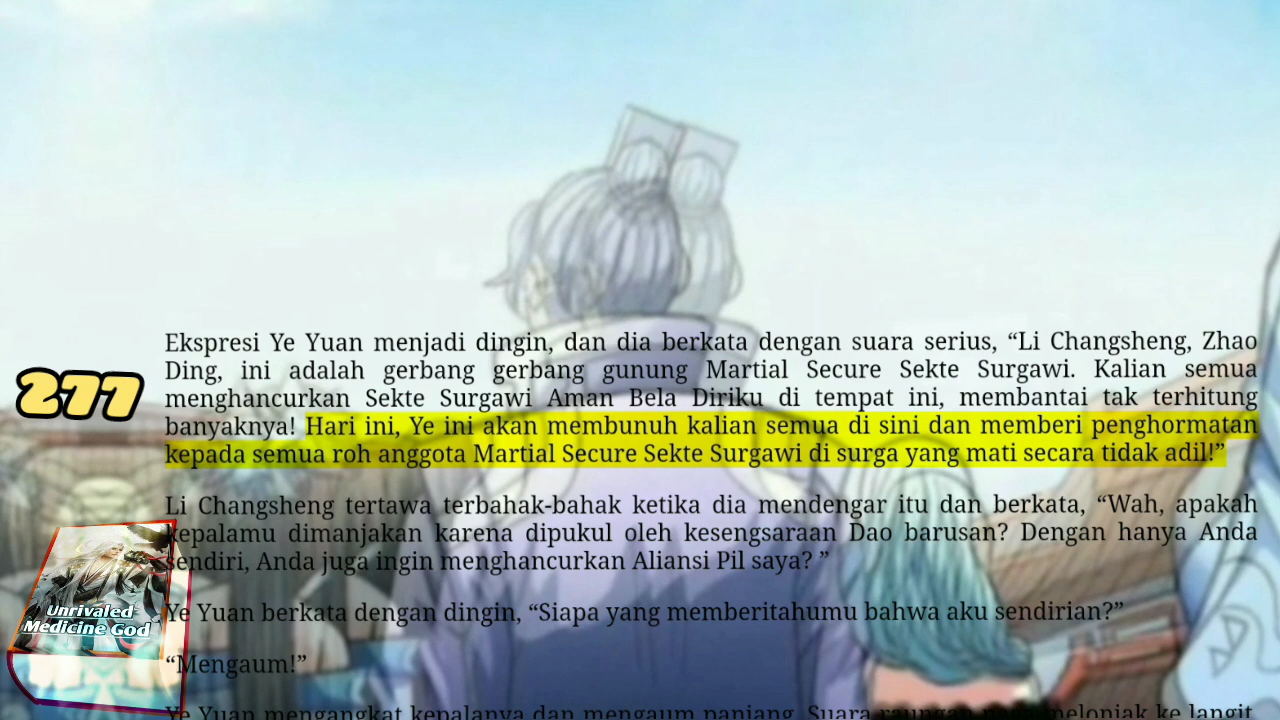 Ekspresi Ye Yuan menjadi dingin, dan dia berkata dengan suara serius, “Li Changsheng, Zhao
Ding, ini adalah gerbang gerbang gunung Martial Secure Sekte Surgawi. Kalian semua
menghancurkan Sekte Surgawi Aman Bela Diriku di tempat ini, membantai tak terhitung
banyaknya! Hari ini, Ye ini akan membunuh kalian semua di sini dan memberi penghormatan
kepada semua roh anggota Martial Secure Sekte Surgawi di surga yang mati secara tidak adil!”
277
Li Changsheng tertawa terbahak-bahak ketika dia mendengar itu dan berkata, “Wah, apakah
kepalamu dimanjakan karena dipukul oleh kesengsaraan Dao barusan? Dengan hanya Anda
sendiri, Anda juga ingin menghancurkan Aliansi Pil saya? ”
Ye Yuan berkata dengan dingin, “Siapa yang memberitahumu bahwa aku sendirian?”
Unrivaled
Medicine God
“Mengaum!”
Ye Yuan mengangkat kepalanya dan mengaum panjang. Suara raungan meloniak ke langit.